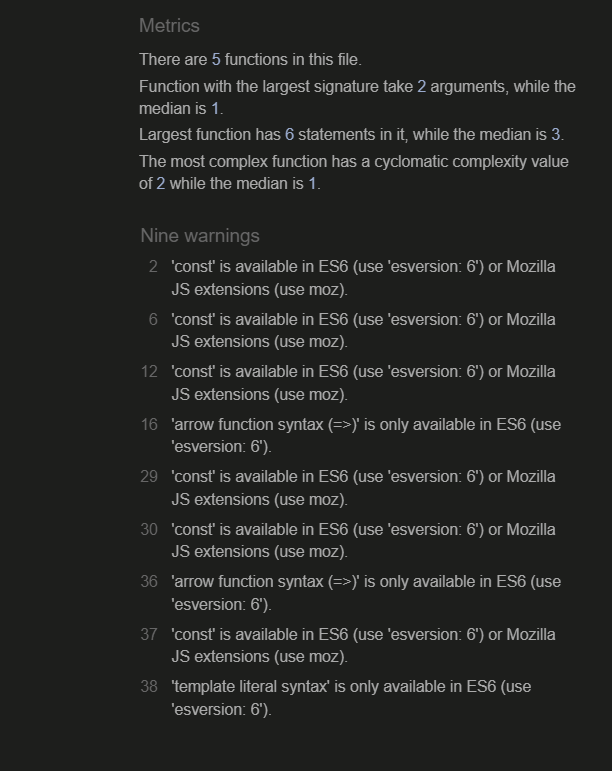 Metrics
There are 5 functions in this file.
Function with the largest signature take 2 arguments, while the
median is 1.
Largest function has 6 statements in it, while the median is 3.
The most complex function has a cyclomatic complexity value
of 2 while the median is 1.
Nine warnings
2 'const' is available in ES6 (use 'esversion: 6') or Mozilla
JS extensions (use moz).
6 'const' is available in ES6 (use 'esversion: 6') or Mozilla
JS extensions (use moz).
12 'const' is available in ES6 (use 'esversion: 6') or Mozilla
JS extensions (use moz).
16 'arrow function syntax (=>)' is only available in ES6 (use
'esversion: 6').
29 'const' is available in ES6 (use 'esversion: 6') or Mozilla
JS extensions (use moz).
30 'const' is available in ES6 (use 'esversion: 6') or Mozilla
JS extensions (use moz).
36 'arrow function syntax (=>)' is only available in ES6 (use
'esversion: 6').
37 'const' is available in ES6 (use 'esversion: 6') or Mozilla
JS extensions (use moz).
38 'template literal syntax' is only available in ES6 (use
'esversion: 6').